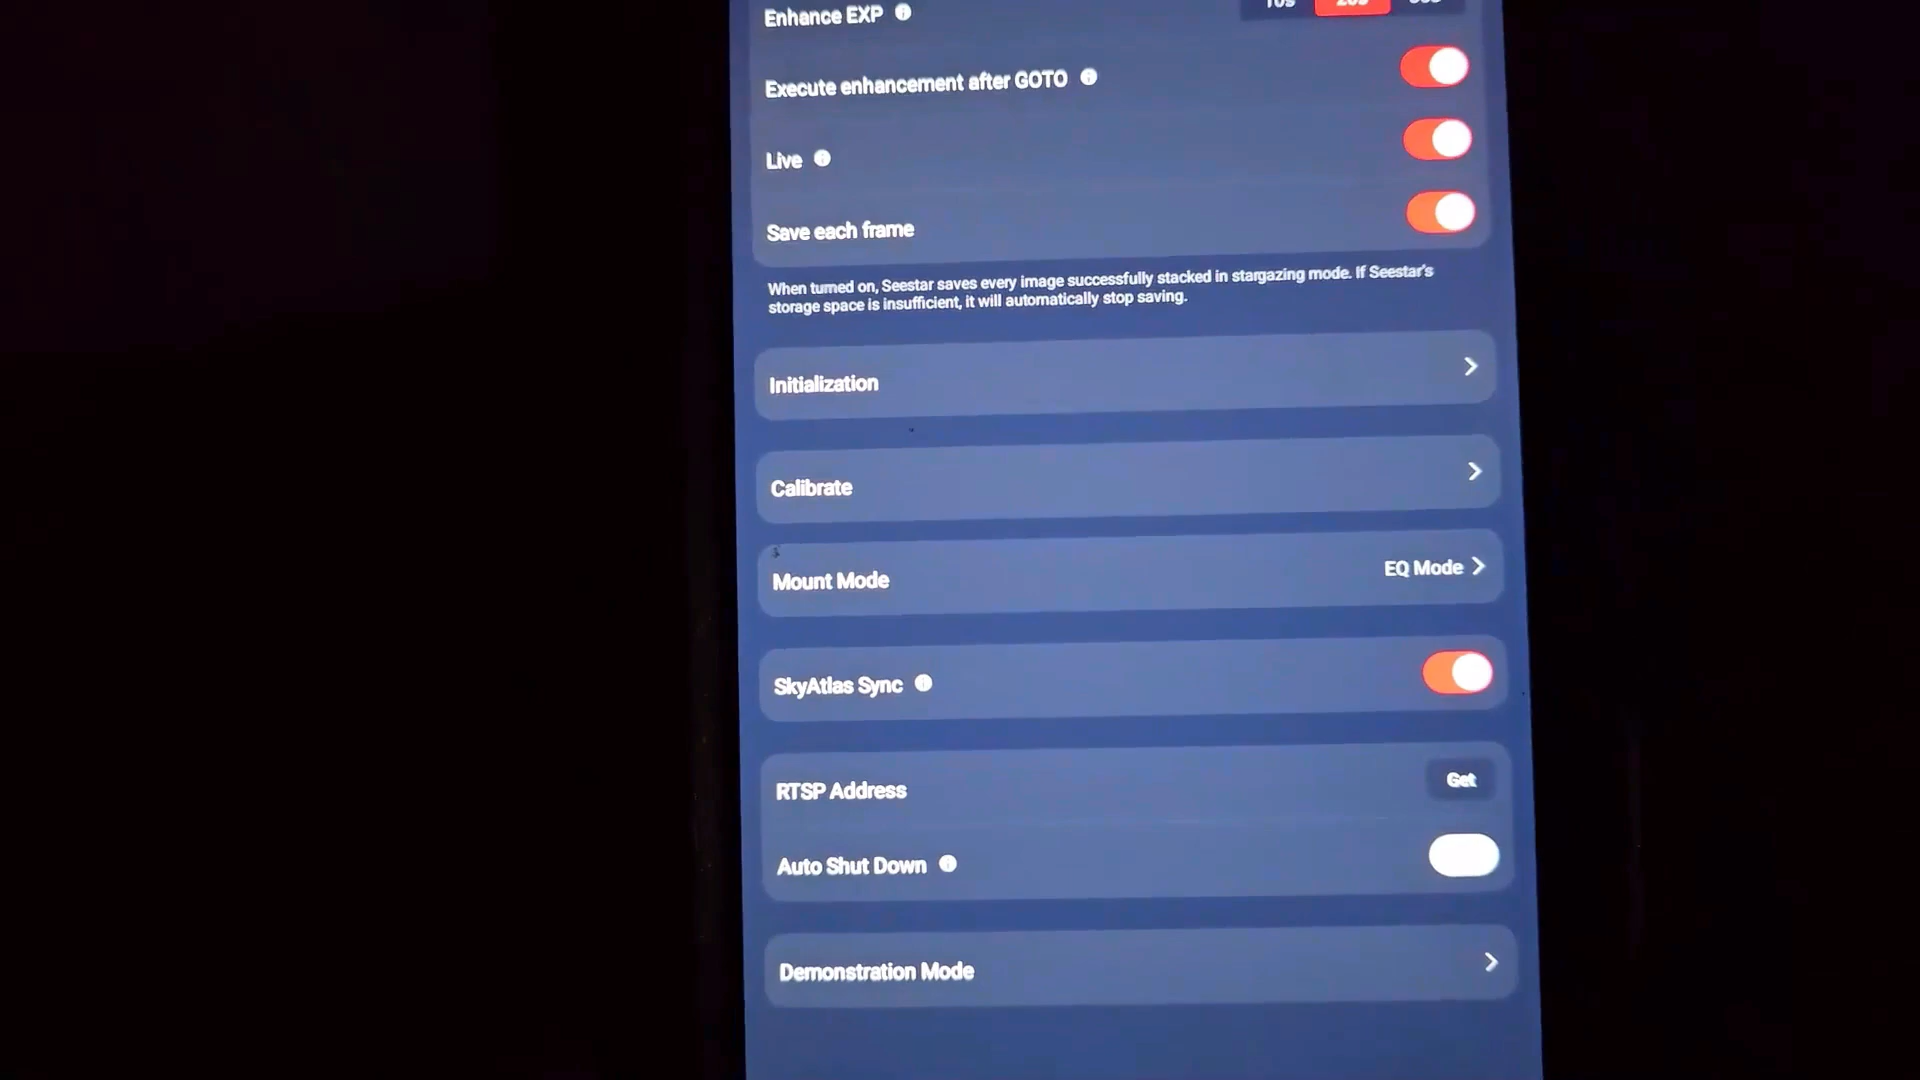 Enhance EXP
10s 20s
Execute enhancement after GOTO
Live
Save each frame
When turned on, Seestar saves every image successfully stacked in stargazing mode. If Seestar's
storage space is insufficient, it will automatically stop saving.
Initialization
Calibrate
Mount Mode EQ Mode
SkyAtlas Sync
RTSP Address Get
Auto Shut Down
Demonstration Mode